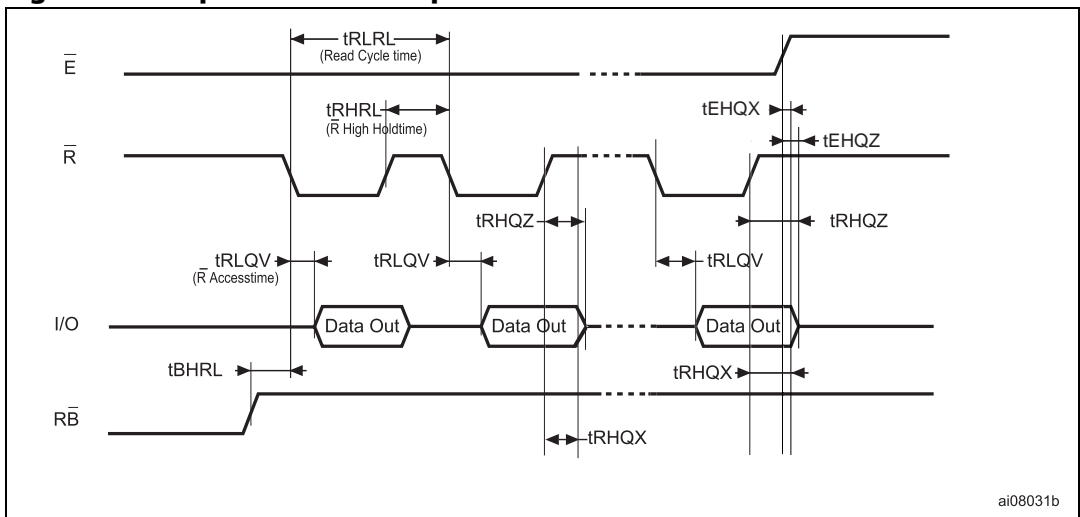 tRLRL
(Read Cycle time)
E̅
tEHQX
tRHRL
(R̅ High Holdtime)
tEHQZ
R̅
tRHQZ
tRHQZ
tRLQV
tRLQV
tRLQV
(R̅ Accesstime)
I/O
Data Out
Data Out
Data Out
tBHRL
tRHQX
RB̅
tRHQX
ai08031b